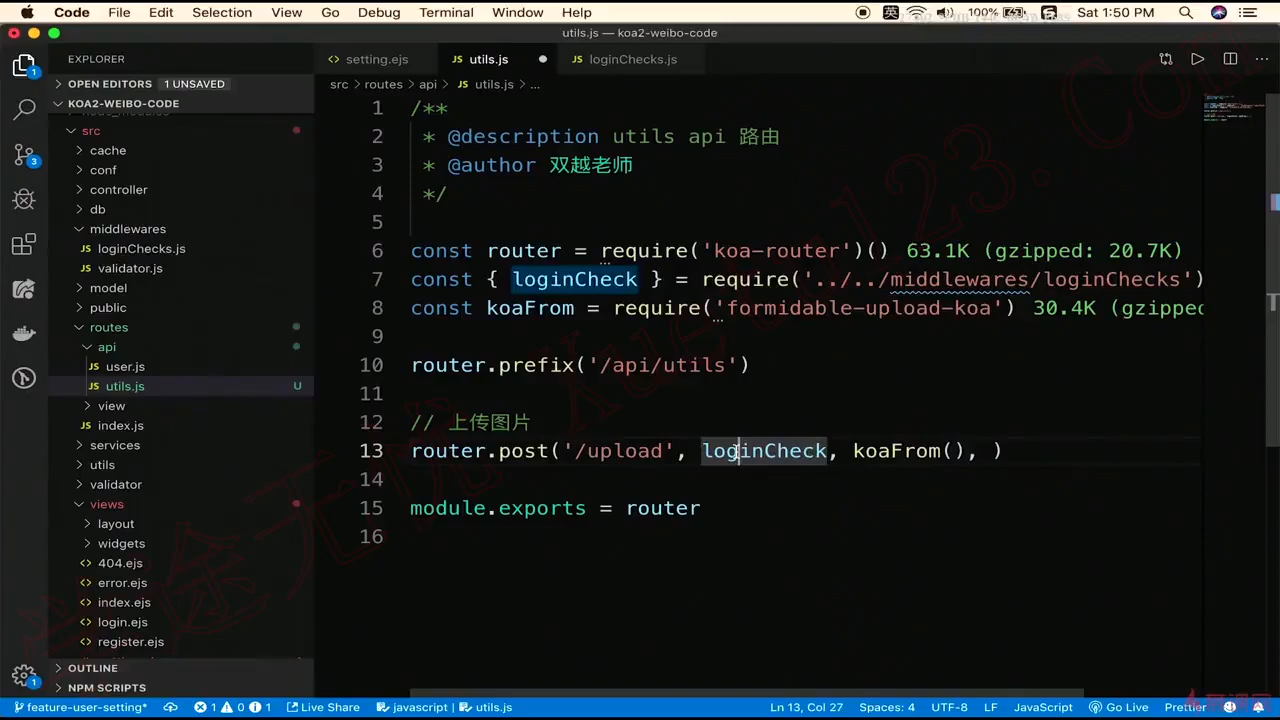 Code File Edit Selection View Go Debug Terminal Window Help 英 100% Sat 1:50 PM
utils.js — koa2-weibo-code
EXPLORER
setting.ejs
utils.js
loginChecks.js
OPEN EDITORS 1 UNSAVED
src > routes > api > utils.js > ...
KOA2-WEIBO-CODE
src
cache
conf
controller
db
middlewares
loginChecks.js
validator.js
model
public
routes
api
user.js
utils.js U
view
index.js
services
utils
validator
views
layout
widgets
404.ejs
error.ejs
index.ejs
login.ejs
register.ejs
OUTLINE
NPM SCRIPTS
1 /**
2 * @description utils api 路由
3 * @author 双越老师
4 */
5
6 const router = require('koa-router')() 63.1K (gzipped: 20.7K)
7 const { loginCheck } = require('../../middlewares/loginChecks')
8 const koaFrom = require('formidable-upload-koa') 30.4K (gzipped
9
10 router.prefix('/api/utils')
11
12 // 上传图片
13 router.post('/upload', loginCheck, koaFrom(), )
14
15 module.exports = router
16
feature-user-setting* 1 0 1 Live Share javascript | utils.js Ln 13, Col 27 Spaces: 4 UTF-8 LF JavaScript Go Live Prettier